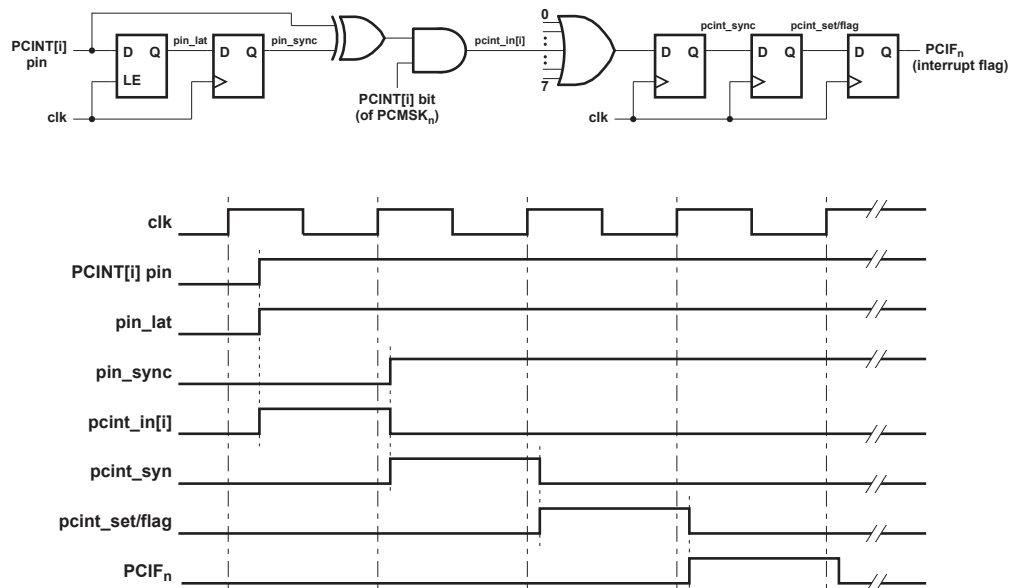 PCINT[i]
pin
D Q
LE
pin_lat
D Q
pin_sync
clk
PCINT[i] bit
(of PCMSKn)
pcint_in[i]
0
7
D Q
pcint_sync
D Q
pcint_set/flag
D Q
PCIFn
(interrupt flag)
clk
clk
PCINT[i] pin
pin_lat
pin_sync
pcint_in[i]
pcint_syn
pcint_set/flag
PCIFn